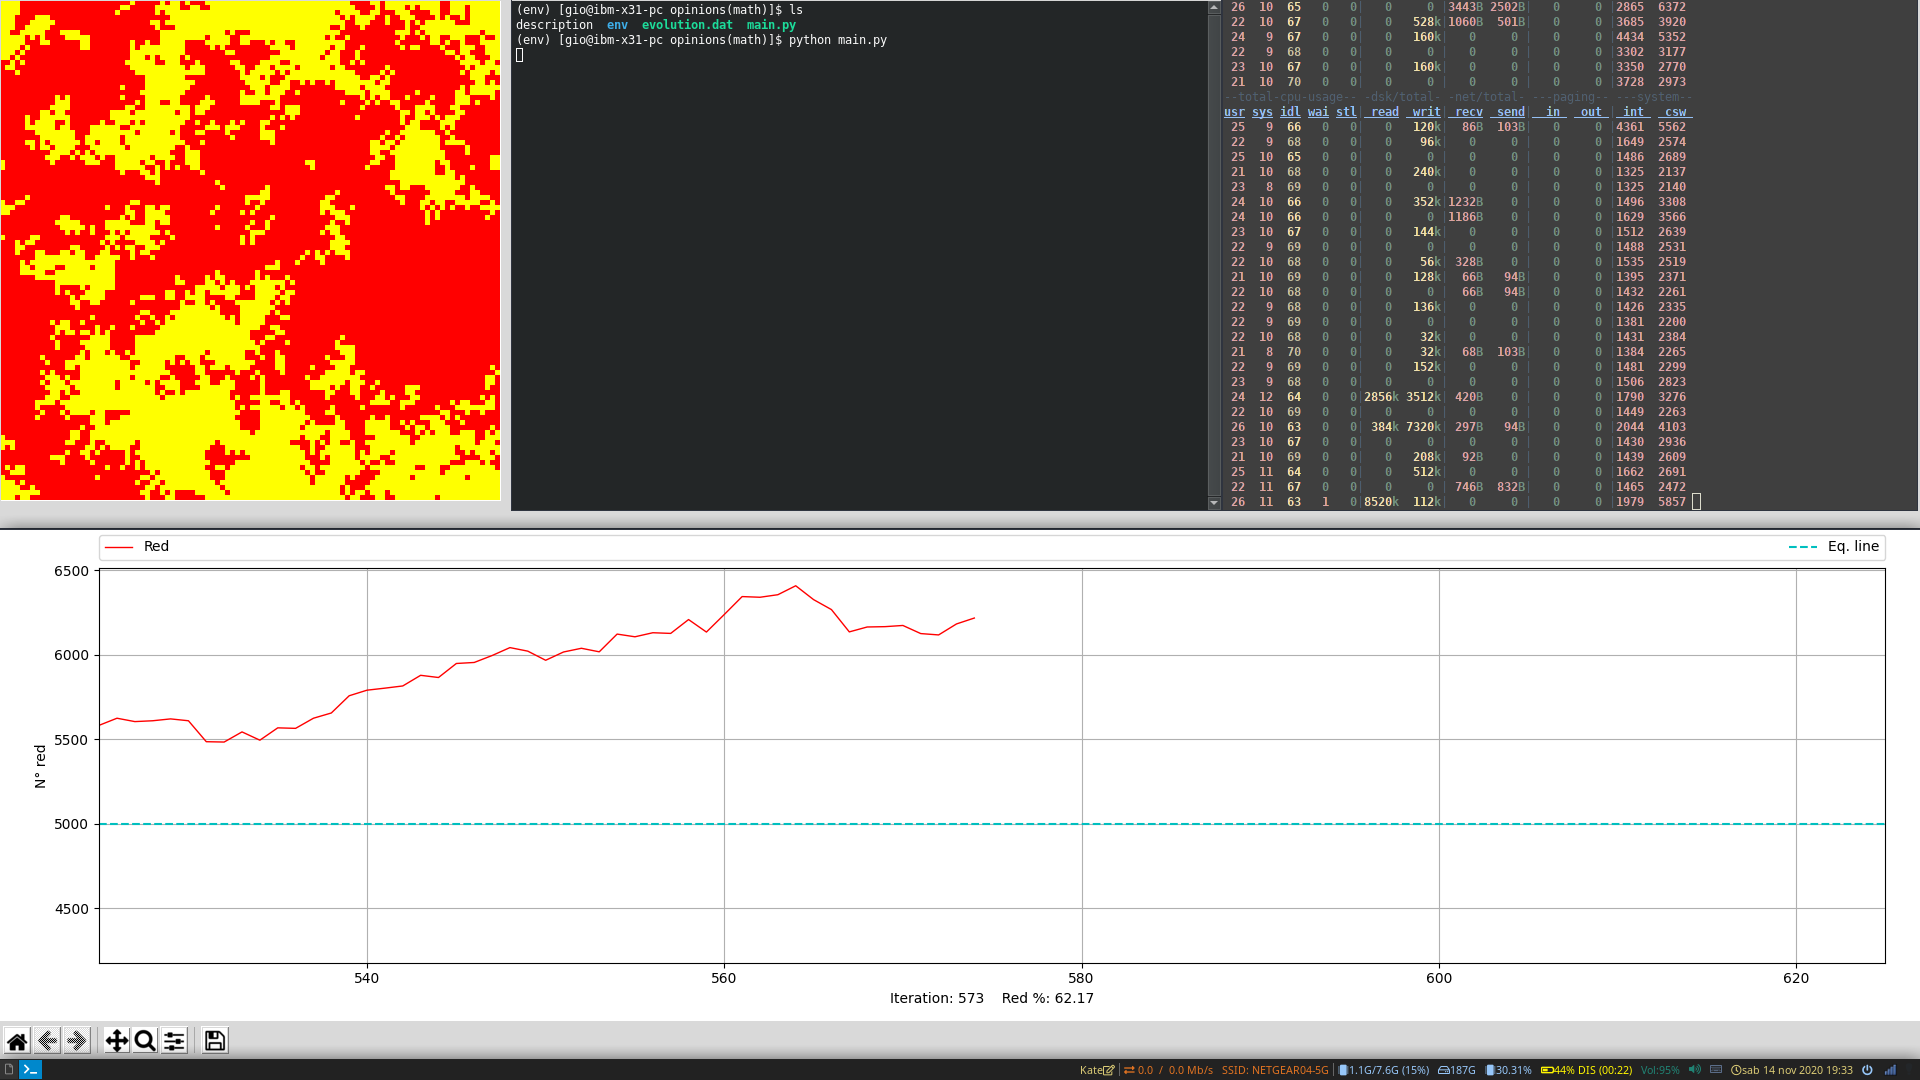 (env) [gio@ibm-x31-pc opinions(math)]$ ls
description  env  evolution.dat  main.py
(env) [gio@ibm-x31-pc opinions(math)]$ python main.py
26  10  65  0  0  0  0  3443B 2502B  0  0  2865  6372
22  10  67  0  0  0  528k  1060B 501B  0  0  3685  3920
24  9  67  0  0  0  160k  0  0  0  0  4434  5352
22  9  68  0  0  0  0  0  0  0  0  3302  3177
23  10  67  0  0  0  160k  0  0  0  0  3350  2770
21  10  70  0  0  0  0  0  0  0  0  3728  2973
--total-cpu-usage-- -dsk/total- -net/total- ---paging-- ---system--
usr sys idl wai stl| read  writ| recv  send|  in   out | int   csw
25  9  66  0  0  0  120k  86B  103B  0  0  4361  5562
22  9  68  0  0  0  96k  0  0  0  0  1649  2574
25  10  65  0  0  0  0  0  0  0  0  1486  2689
21  10  68  0  0  0  240k  0  0  0  0  1325  2137
23  8  69  0  0  0  0  0  0  0  0  1325  2140
24  10  66  0  0  0  352k  1232B  0  0  0  1496  3308
24  10  66  0  0  0  0  1186B  0  0  0  1629  3566
23  10  67  0  0  0  144k  0  0  0  0  1512  2639
22  9  69  0  0  0  0  0  0  0  0  1488  2531
22  10  68  0  0  0  56k  328B  0  0  0  1535  2519
21  10  69  0  0  0  128k  66B  94B  0  0  1395  2371
22  10  68  0  0  0  0  66B  94B  0  0  1432  2261
22  9  68  0  0  0  136k  0  0  0  0  1426  2335
22  9  69  0  0  0  0  0  0  0  0  1381  2200
22  10  68  0  0  0  32k  0  0  0  0  1431  2384
21  8  70  0  0  0  32k  68B  103B  0  0  1384  2265
22  9  69  0  0  0  152k  0  0  0  0  1481  2299
23  9  68  0  0  0  0  0  0  0  0  1506  2823
24  12  64  0  0  2856k  3512k  420B  0  0  0  1790  3276
22  10  69  0  0  0  0  0  0  0  0  1449  2263
26  10  63  0  0  384k  7320k  297B  94B  0  0  2044  4103
23  10  67  0  0  0  0  0  0  0  0  1430  2936
21  10  69  0  0  0  208k  92B  0  0  0  1439  2609
25  11  64  0  0  0  512k  0  0  0  0  1662  2691
22  11  67  0  0  0  0  746B  832B  0  0  1465  2472
26  11  63  1  0  8520k  112k  0  0  0  0  1979  5857
Red
Eq. line
6500
6000
5500
5000
4500
N° red
540 560 580 600 620
Iteration: 573    Red %: 62.17
Kate 0.0 / 0.0 Mb/s SSID: NETGEAR04-5G 1.1G/7.6G (15%) 187G 30.31% 44% DIS (00:22) Vol:95% sab 14 nov 2020 19:33